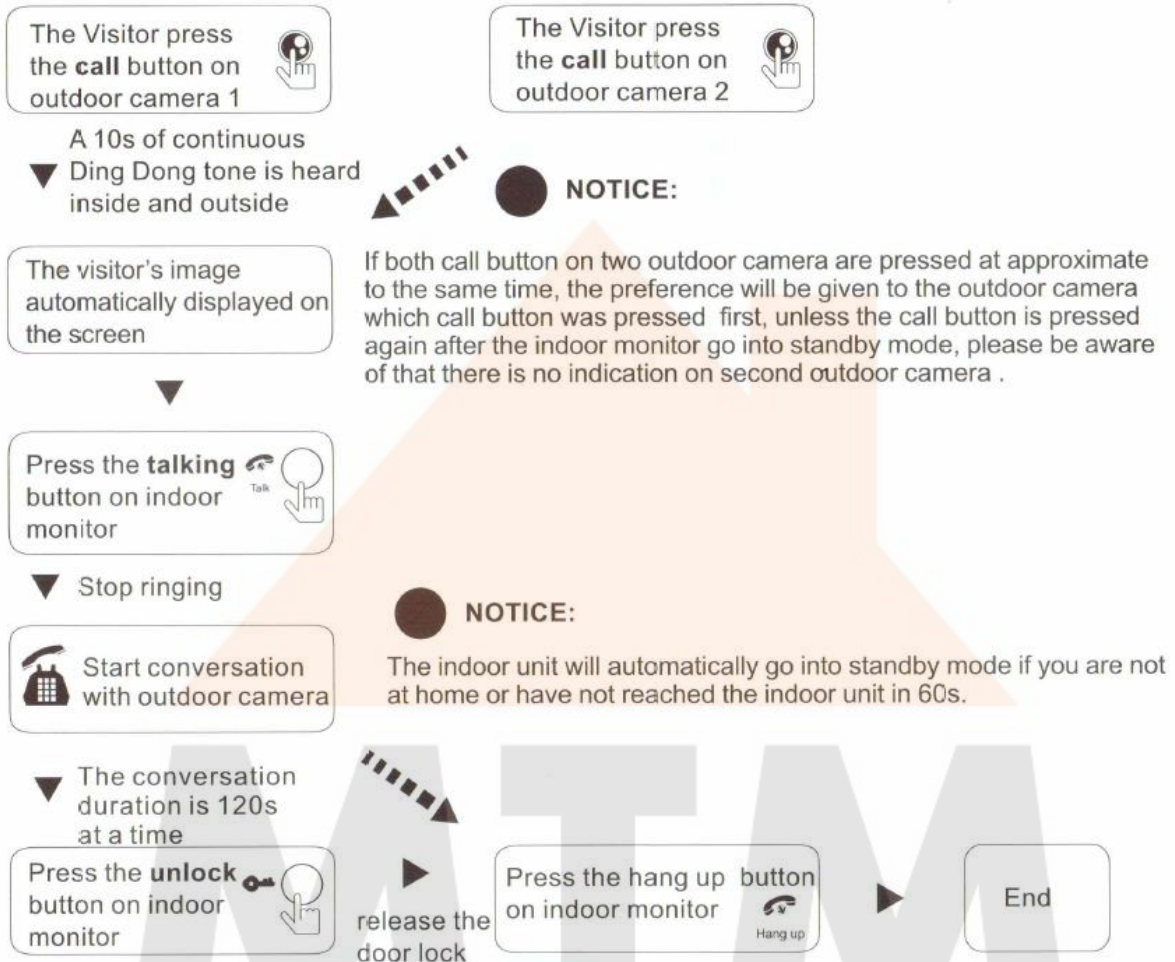 The Visitor press
the call button on
outdoor camera 1
The Visitor press
the call button on
outdoor camera 2
A 10s of continuous
Ding Dong tone is heard
inside and outside
NOTICE:
The visitor's image
automatically displayed on
the screen
If both call button on two outdoor camera are pressed at approximate
to the same time, the preference will be given to the outdoor camera
which call button was pressed first, unless the call button is pressed
again after the indoor monitor go into standby mode, please be aware
of that there is no indication on second outdoor camera .
Press the talking
button on indoor
monitor
Talk
Stop ringing
NOTICE:
Start conversation
with outdoor camera
The indoor unit will automatically go into standby mode if you are not
at home or have not reached the indoor unit in 60s.
The conversation
duration is 120s
at a time
Press the unlock
button on indoor
monitor
release the
door lock
Press the hang up button
on indoor monitor
Hang up
End
MTM